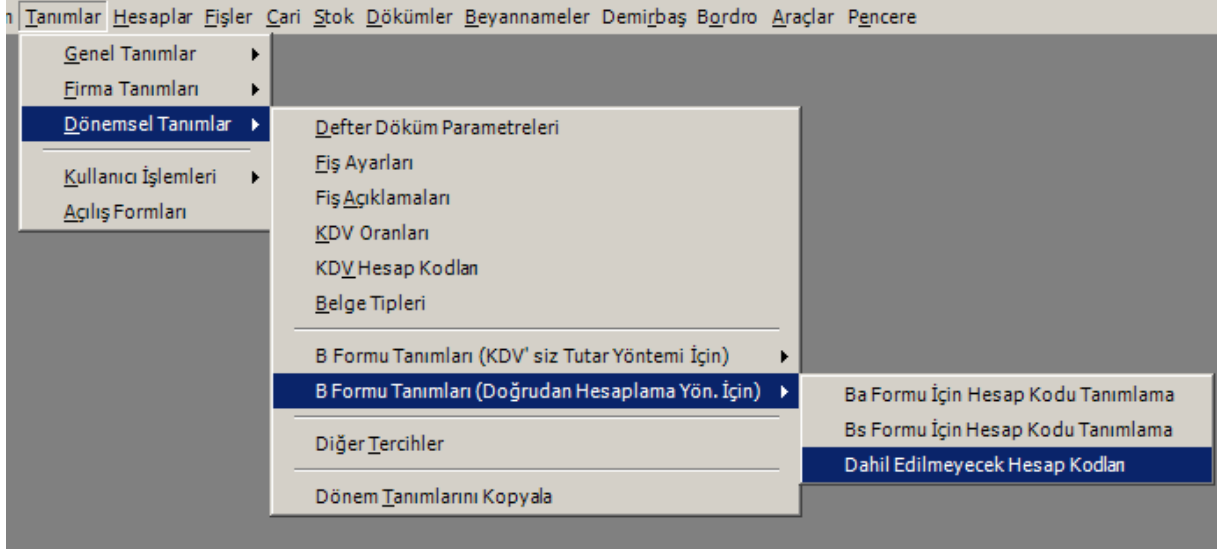 Tanımlar Hesaplar Fişler Cari Stok Dökümler Beyannameler Demirbaş Bordro Araçlar Pencere
Genel Tanımlar
Firma Tanımları
Dönemsel Tanımlar
Kullanıcı İşlemleri
Açılış Formları
Defter Döküm Parametreleri
Fiş Ayarları
Fiş Açıklamaları
KDV Oranları
KDV Hesap Kodları
Belge Tipleri
B Formu Tanımları (KDV' siz Tutar Yöntemi İçin)
B Formu Tanımları (Doğrudan Hesaplama Yön. İçin)
Diğer Tercihler
Dönem Tanımlarını Kopyala
Ba Formu İçin Hesap Kodu Tanımlama
Bs Formu İçin Hesap Kodu Tanımlama
Dahil Edilmeyecek Hesap Kodları